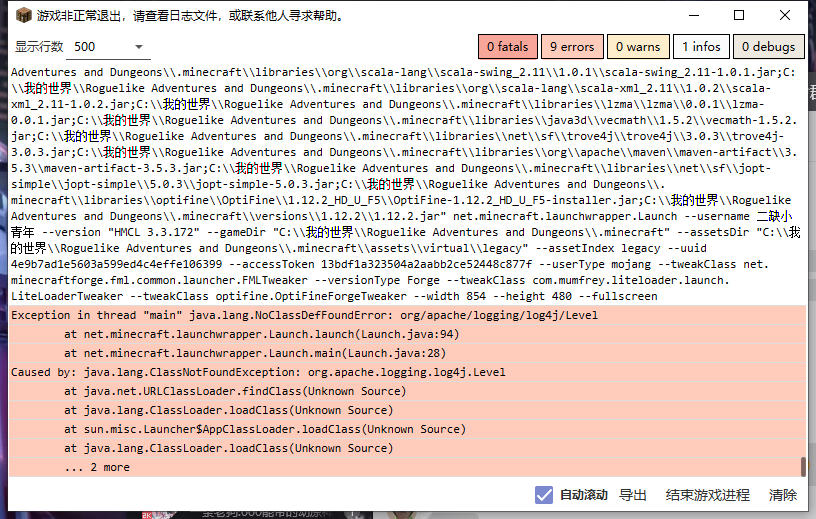 游戏非正常退出，请查看日志文件，或联系他人寻求帮助。
显示行数 500 0 fatals 9 errors 0 warns 1 infos 0 debugs
Adventures and Dungeons\\.minecraft\\libraries\\org\\scala-lang\\scala-swing_2.11\\1.0.1\\scala-swing_2.11-1.0.1.jar;C:
\\我的世界\\Roguelike Adventures and Dungeons\\.minecraft\\libraries\\org\\scala-lang\\scala-xml_2.11\\1.0.2\\scala-
xml_2.11-1.0.2.jar;C:\\我的世界\\Roguelike Adventures and Dungeons\\.minecraft\\libraries\\lzma\\lzma\\0.0.1\\lzma-
0.0.1.jar;C:\\我的世界\\Roguelike Adventures and Dungeons\\.minecraft\\libraries\\java3d\\vecmath\\1.5.2\\vecmath-1.5.2.
jar;C:\\我的世界\\Roguelike Adventures and Dungeons\\.minecraft\\libraries\\net\\sf\\trove4j\\trove4j\\3.0.3\\trove4j-
3.0.3.jar;C:\\我的世界\\Roguelike Adventures and Dungeons\\.minecraft\\libraries\\org\\apache\\maven\\maven-artifact\\3.
5.3\\maven-artifact-3.5.3.jar;C:\\我的世界\\Roguelike Adventures and Dungeons\\.minecraft\\libraries\\net\\sf\\jopt-
simple\\jopt-simple\\5.0.3\\jopt-simple-5.0.3.jar;C:\\我的世界\\Roguelike Adventures and Dungeons\\.
minecraft\\libraries\\optifine\\OptiFine\\1.12.2_HD_U_F5\\OptiFine-1.12.2_HD_U_F5-installer.jar;C:\\我的世界\\Roguelike
Adventures and Dungeons\\.minecraft\\versions\\1.12.2\\1.12.2.jar" net.minecraft.launchwrapper.Launch --username 二缺小
青年 --version "HMCL 3.3.172" --gameDir "C:\\我的世界\\Roguelike Adventures and Dungeons\\.minecraft" --assetsDir "C:\\我
的世界\\Roguelike Adventures and Dungeons\\.minecraft\\assets\\virtual\\legacy" --assetIndex legacy --uuid
4e9b7ad1e5603a599ed4c4effe106399 --accessToken 13bdf1a323504a2aabb2ce52448c877f --userType mojang --tweakClass net.
minecraftforge.fml.common.launcher.FMLTweaker --versionType Forge --tweakClass com.mumfrey.liteloader.launch.
LiteLoaderTweaker --tweakClass optifine.OptiFineForgeTweaker --width 854 --height 480 --fullscreen
Exception in thread "main" java.lang.NoClassDefFoundError: org/apache/logging/log4j/Level
at net.minecraft.launchwrapper.Launch.launch(Launch.java:94)
at net.minecraft.launchwrapper.Launch.main(Launch.java:28)
Caused by: java.lang.ClassNotFoundException: org.apache.logging.log4j.Level
at java.net.URLClassLoader.findClass(Unknown Source)
at java.lang.ClassLoader.loadClass(Unknown Source)
at sun.misc.Launcher$AppClassLoader.loadClass(Unknown Source)
at java.lang.ClassLoader.loadClass(Unknown Source)
... 2 more
自动滚动 导出 结束游戏进程 清除